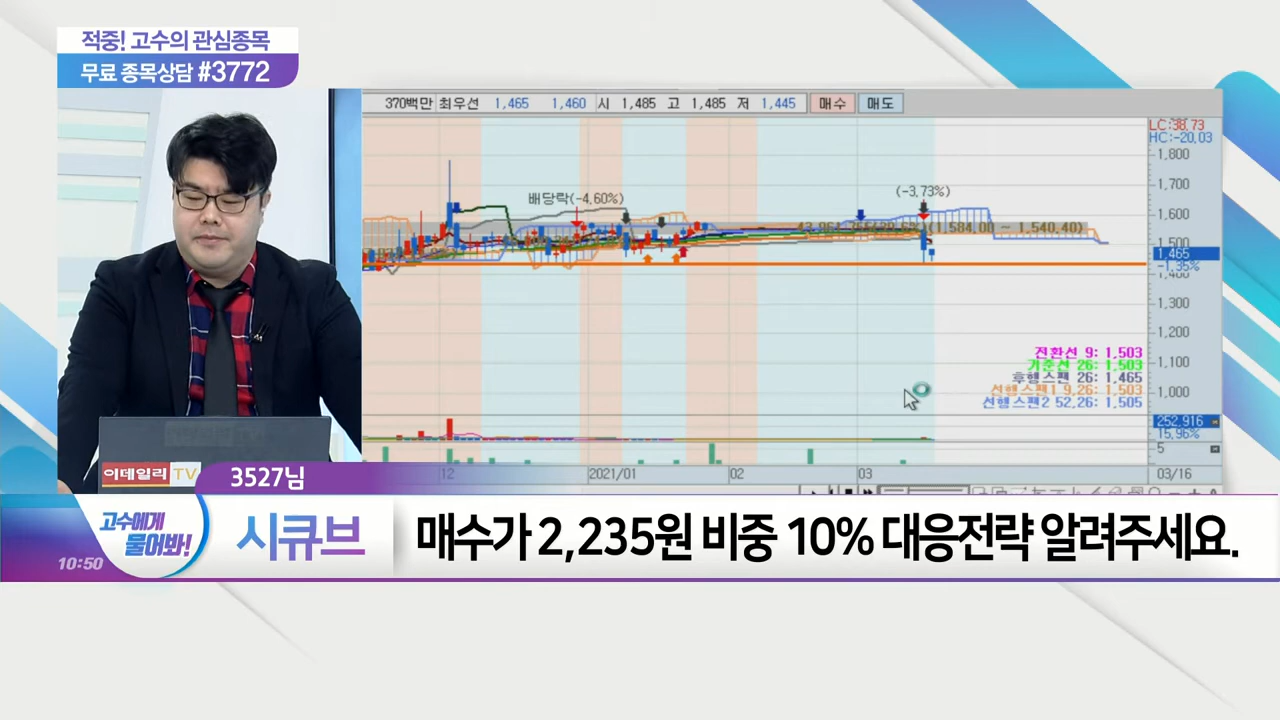 적중! 고수의 관심종목
무료 종목상담 #3772
370백만 최우선 1,465 1,460 시 1,485 고 1,485 저 1,445 매수 매도
LC:38.73
HC:-20.03
1,800
1,700
배당락(-4.60%)
(-3.73%)
1,600
(1,584.00 ~ 1,540.40)
1,500
1,465
-1.35%
1,400
1,300
1,200
전환선 9: 1,503
1,100
기준선 26: 1,503
후행스팬 26: 1,465
선행스팬1 9,26: 1,503
1,000
선행스팬2 52,26: 1,505
252,916
15,96%
5
12 2021/01 02 03 03/16
이데일리 TV
3527님
고수에게
물어봐!
10:50
시큐브
매수가 2,235원 비중 10% 대응전략 알려주세요.